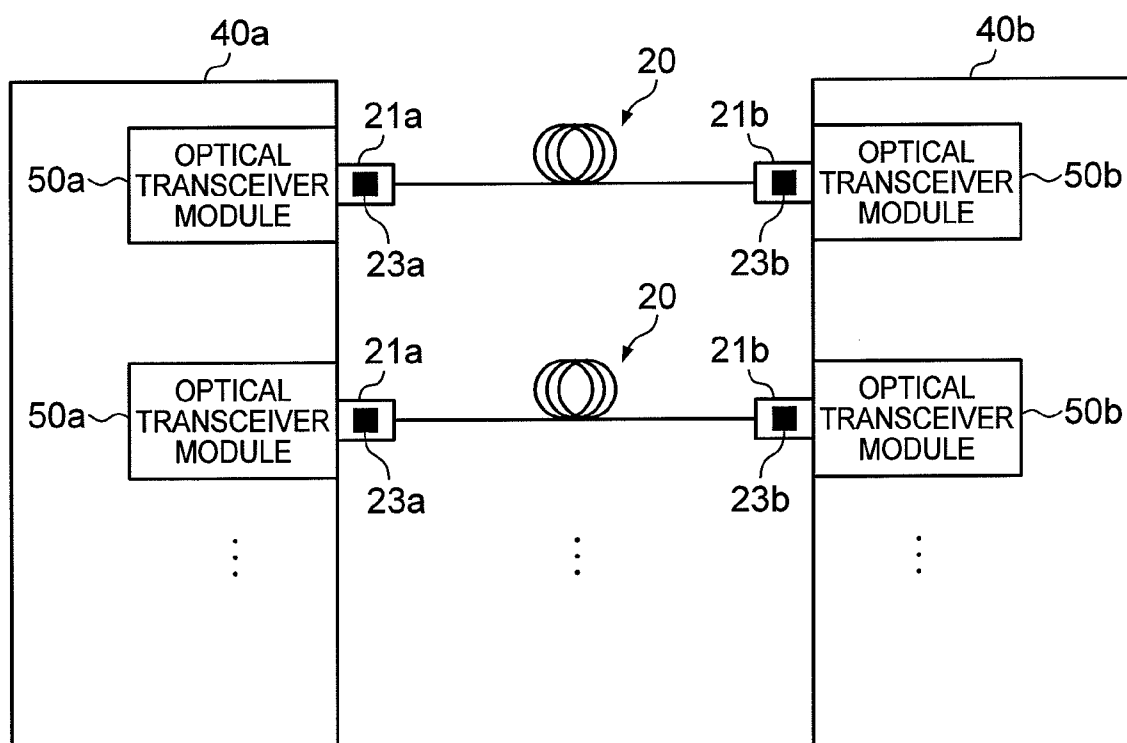 40a
40b
20
21a
21b
50a
OPTICAL
TRANSCEIVER
MODULE
OPTICAL
TRANSCEIVER
MODULE
50b
23a
23b
20
21a
21b
50a
OPTICAL
TRANSCEIVER
MODULE
OPTICAL
TRANSCEIVER
MODULE
50b
23a
23b